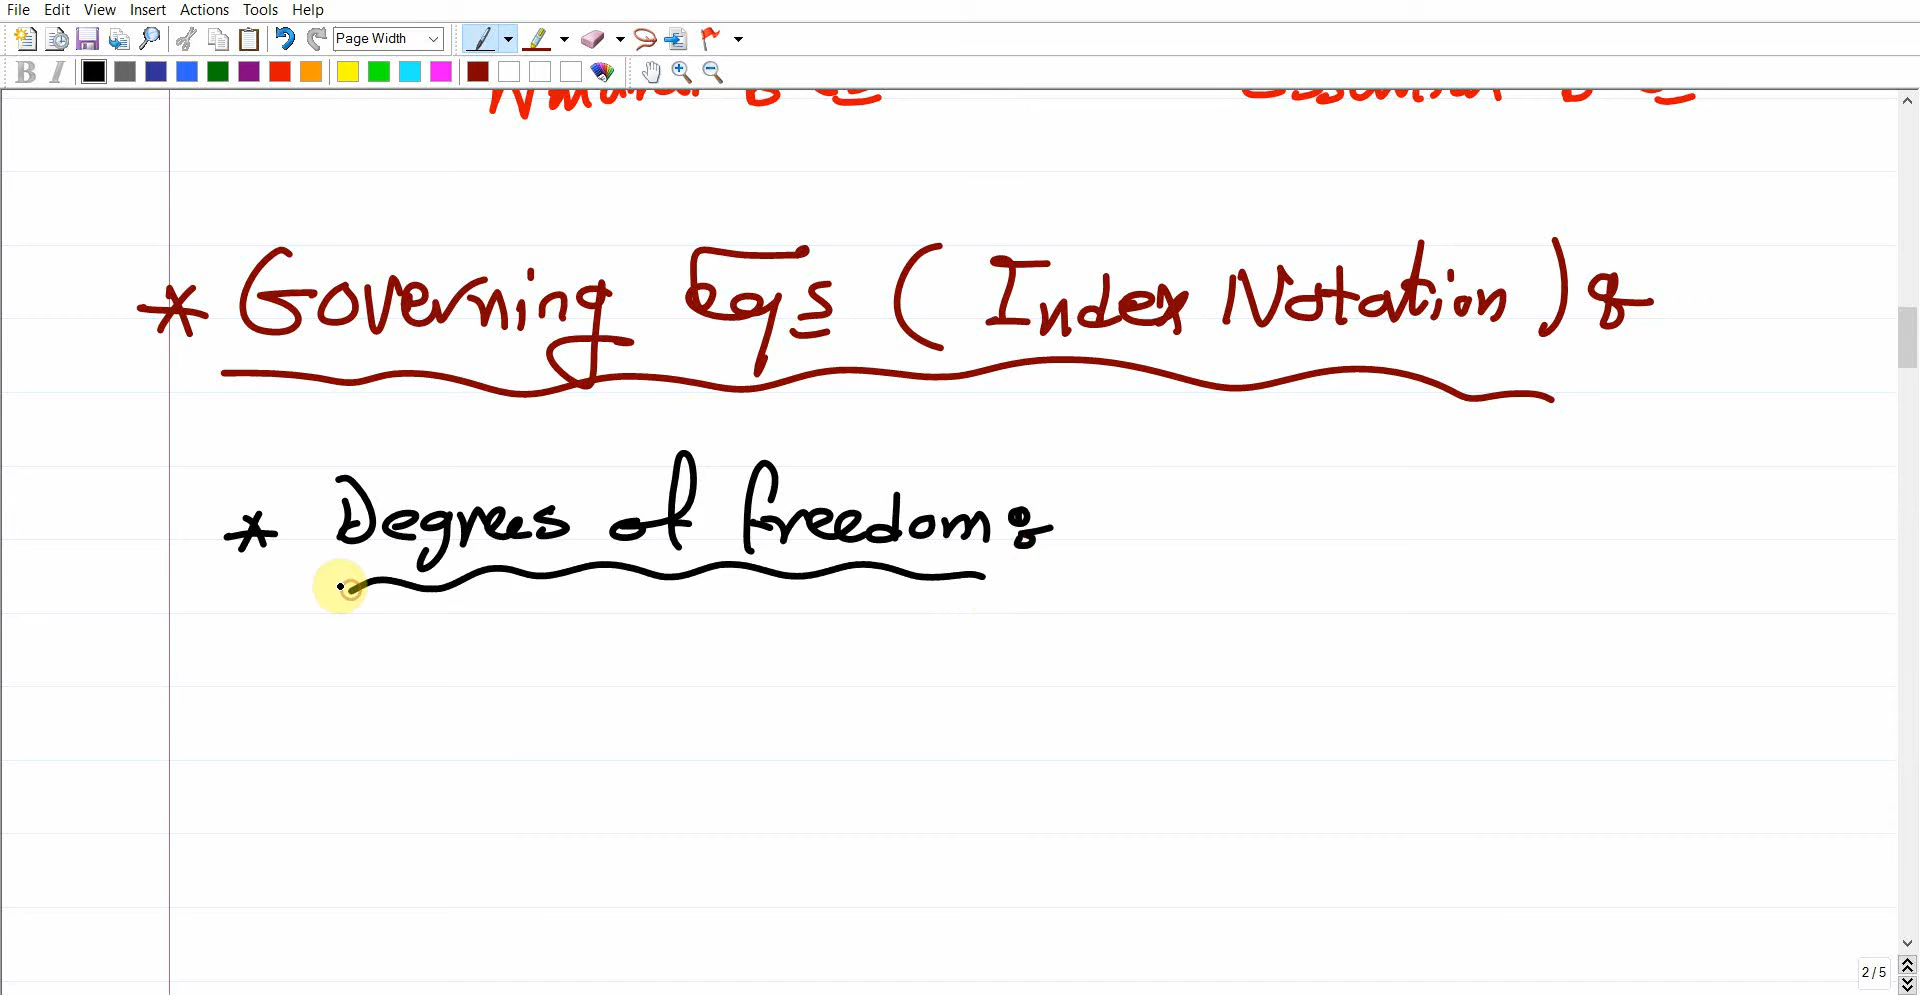 File Edit View Insert Actions Tools Help
Page Width
B I
* Governing Eqs (Index Notation) :
* Degrees of freedom :
2 / 5